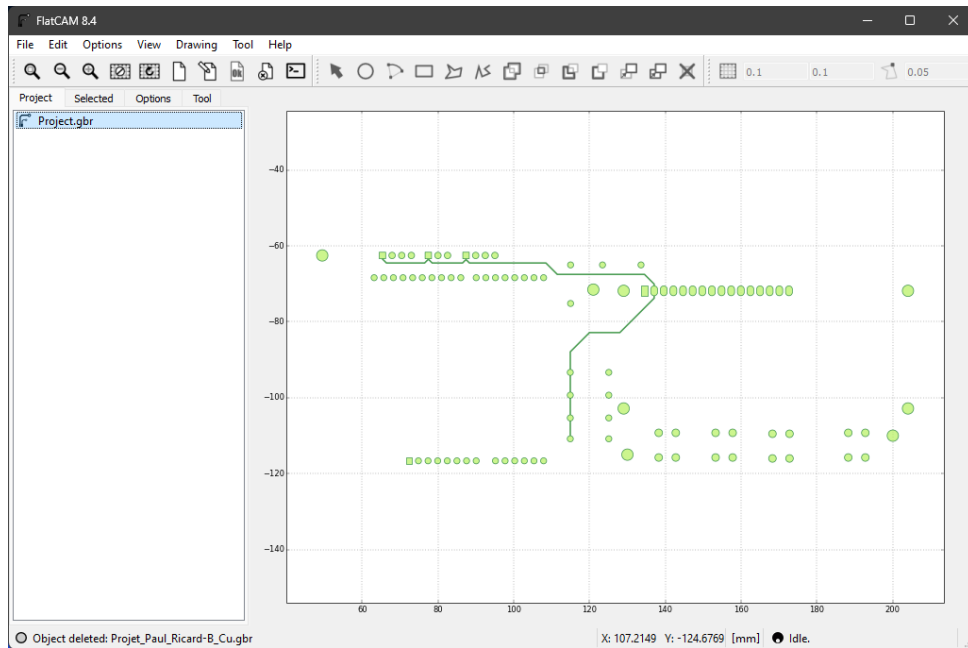 FlatCAM 8.4
File Edit Options View Drawing Tool Help
Ok 0.1 0.1 0.05
Project Selected Options Tool
Project.gbr
−40
−60
−80
−100
−120
−140
60 80 100 120 140 160 180 200
Object deleted: Projet_Paul_Ricard-B_Cu.gbr X: 107.2149 Y: -124.6769 [mm] Idle.